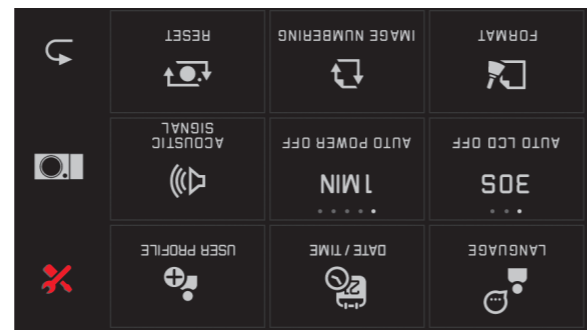 LANGUAGE
2
DATE / TIME
USER PROFILE
30S
AUTO LCD OFF
1MIN
AUTO POWER OFF
ACOUSTIC
SIGNAL
FORMAT
IMAGE NUMBERING
RESET